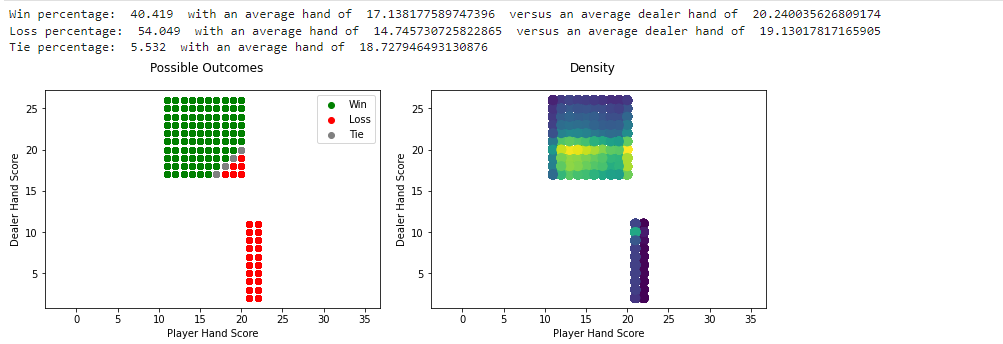 Win percentage:  40.419  with an average hand of  17.138177589747396  versus an average dealer hand of  20.240035626809174
Loss percentage:  54.049  with an average hand of  14.745730725822865  versus an average dealer hand of  19.13017817165905
Tie percentage:  5.532  with an average hand of  18.727946493130876
Possible Outcomes
Win
Loss
Tie
Dealer Hand Score
25
20
15
10
5
0 5 10 15 20 25 30 35
Player Hand Score
Density
Dealer Hand Score
25
20
15
10
5
0 5 10 15 20 25 30 35
Player Hand Score